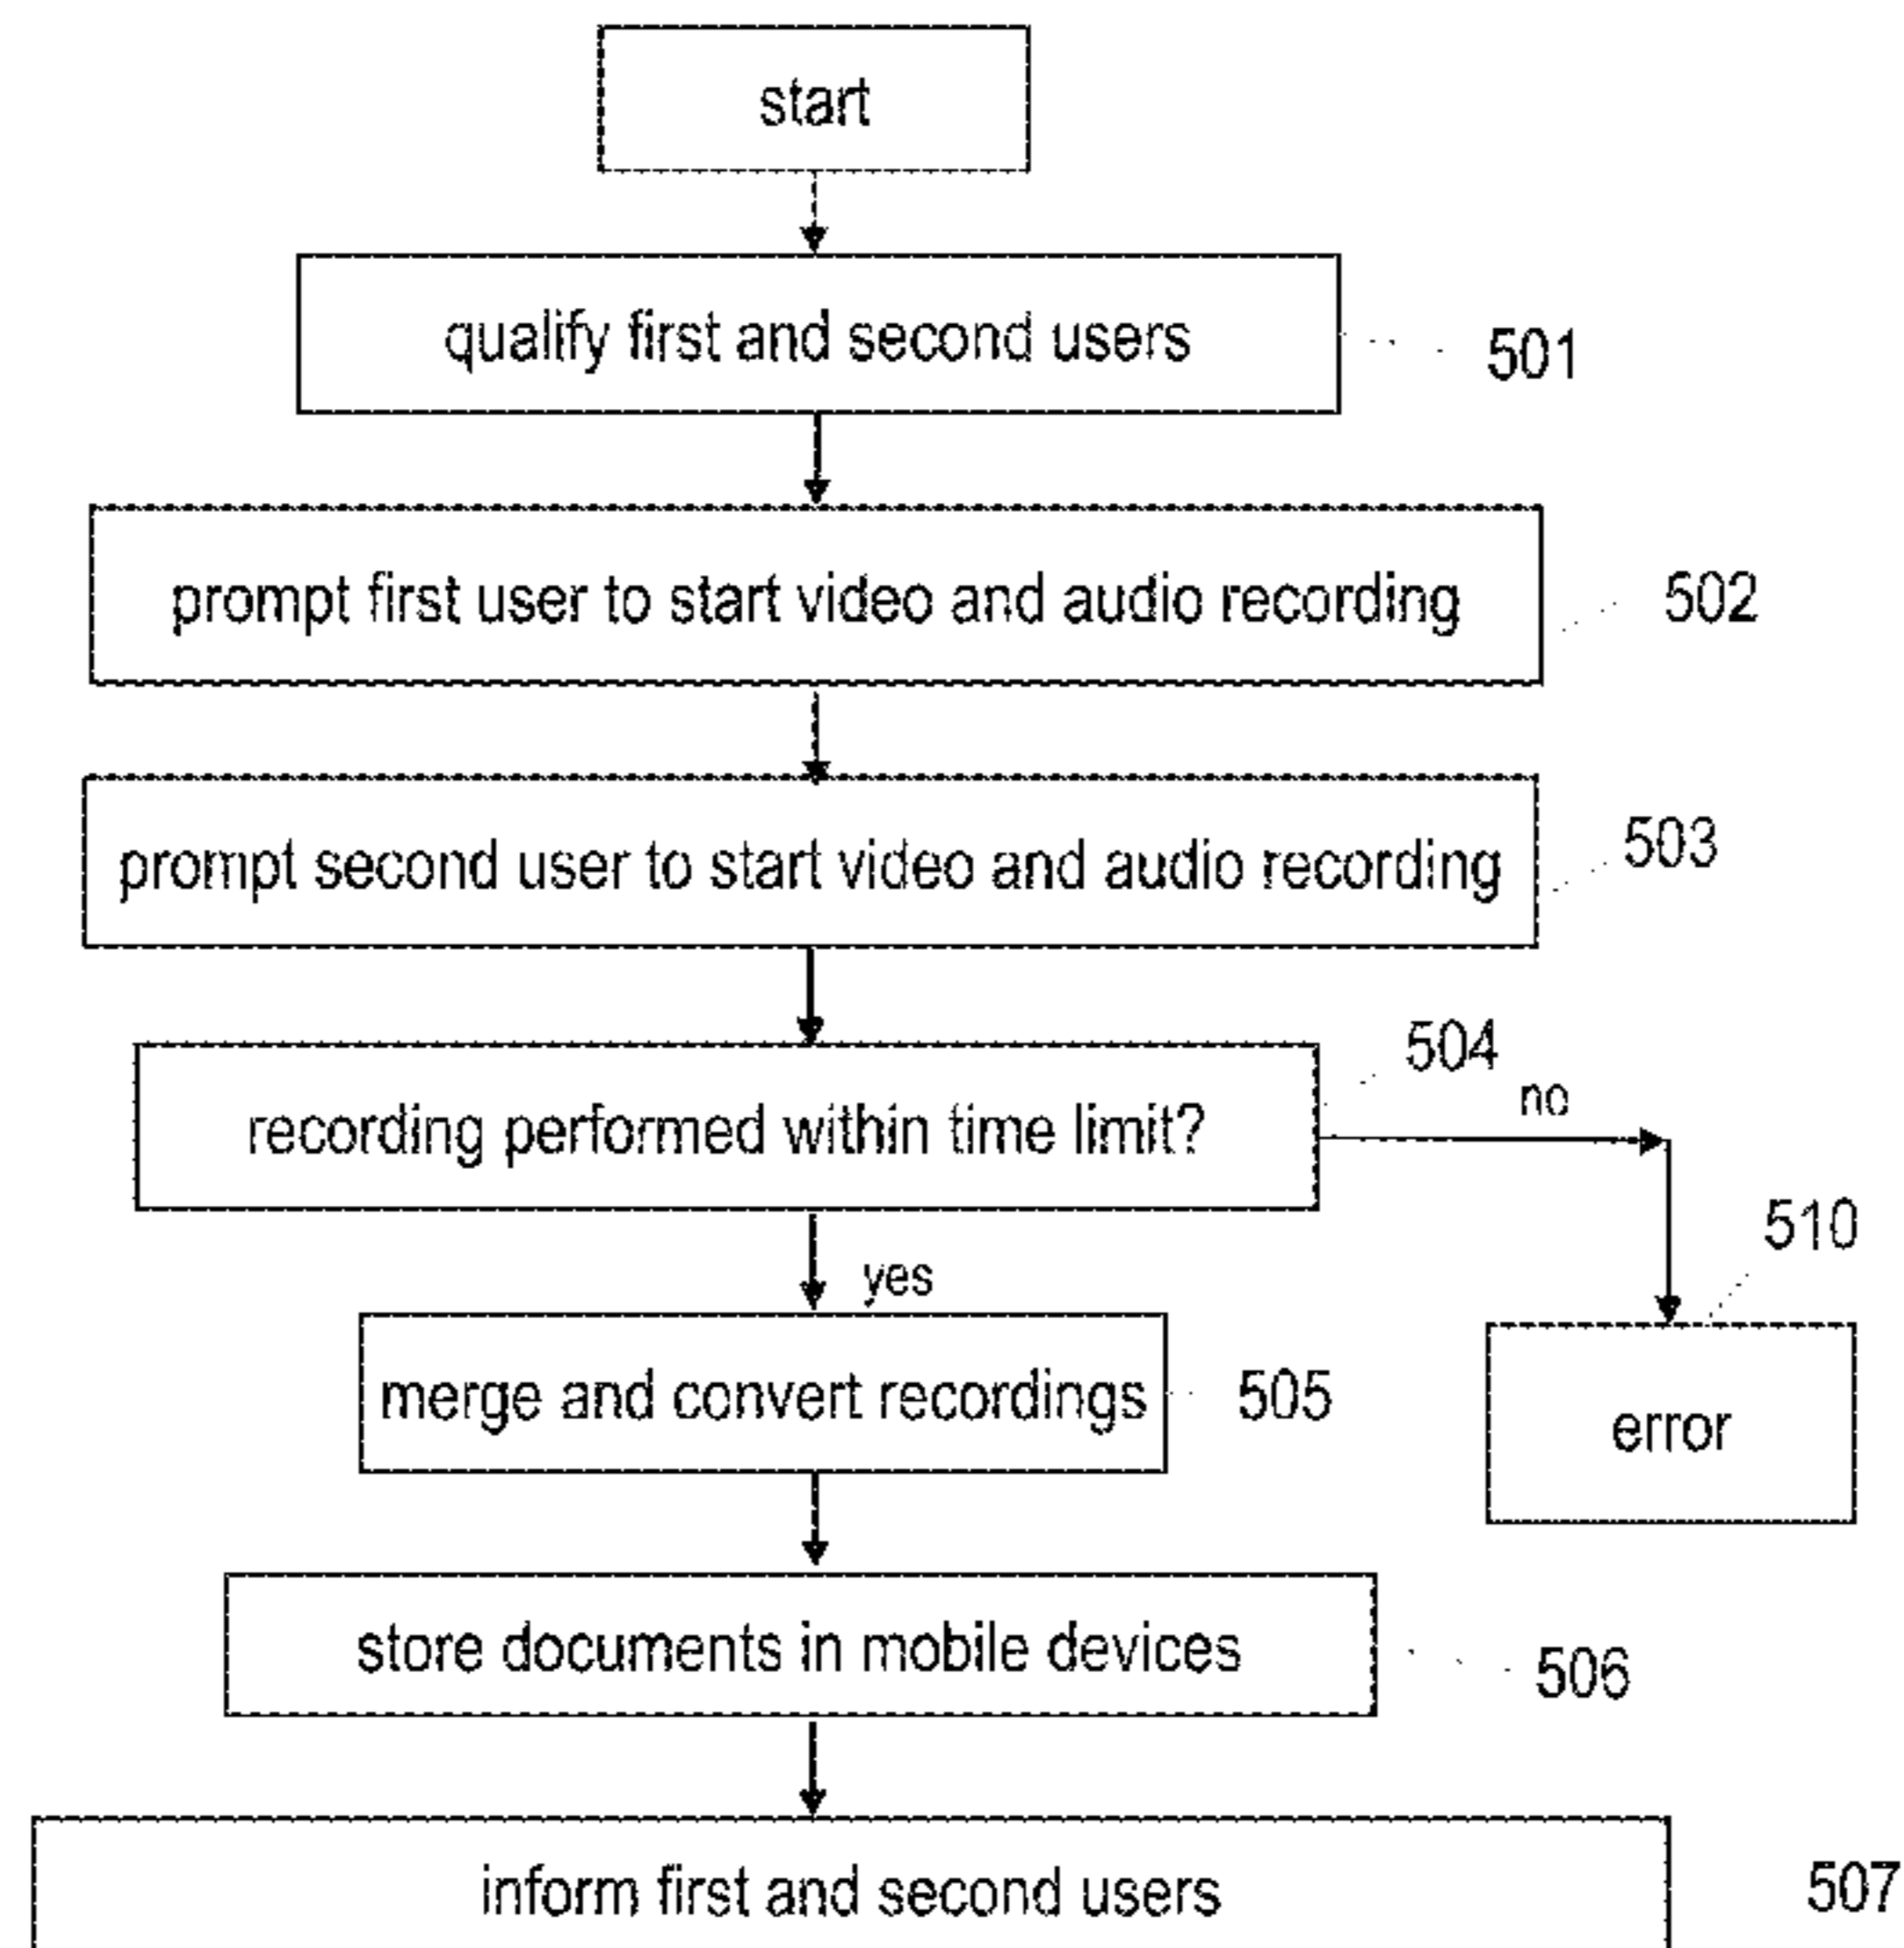 start
qualify first and second users
501
prompt first user to start video and audio recording
502
prompt second user to start video and audio recording
503
504
recording performed within time limit?
no
yes
510
merge and convert recordings
505
error
store documents in mobile devices
506
inform first and second users
507